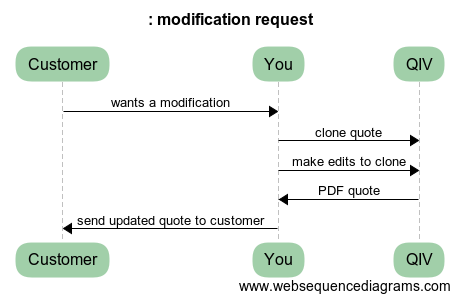 : modification request
Customer You QIV
wants a modification
clone quote
make edits to clone
PDF quote
send updated quote to customer
Customer You QIV
www.websequencediagrams.com